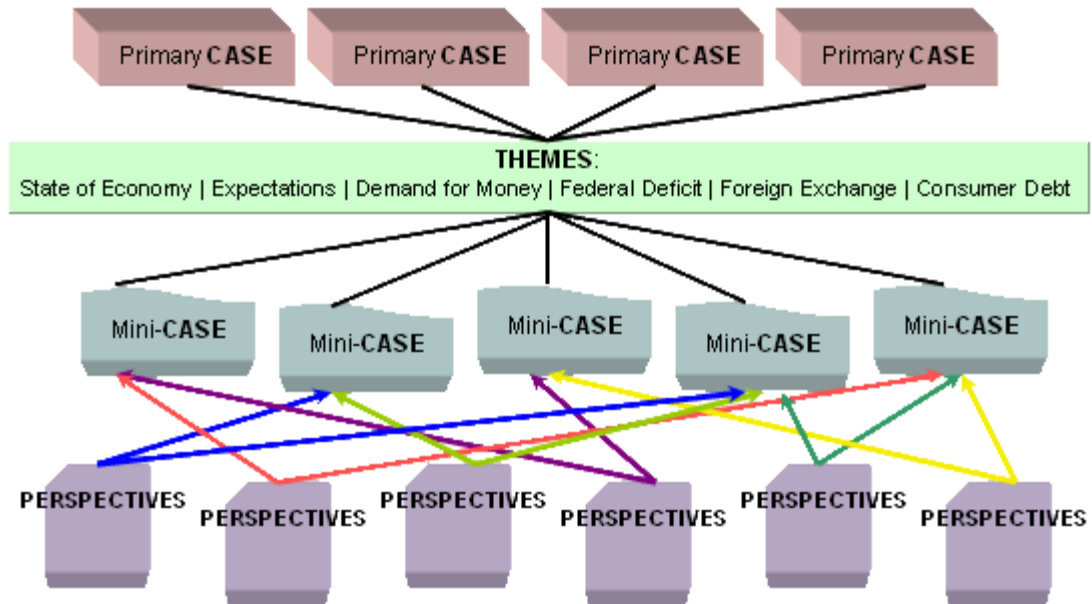 Primary CASE
Primary CASE
Primary CASE
Primary CASE
THEMES:
State of Economy | Expectations | Demand for Money | Federal Deficit | Foreign Exchange | Consumer Debt
Mini-CASE
Mini-CASE
Mini-CASE
Mini-CASE
Mini-CASE
PERSPECTIVES
PERSPECTIVES
PERSPECTIVES
PERSPECTIVES
PERSPECTIVES
PERSPECTIVES